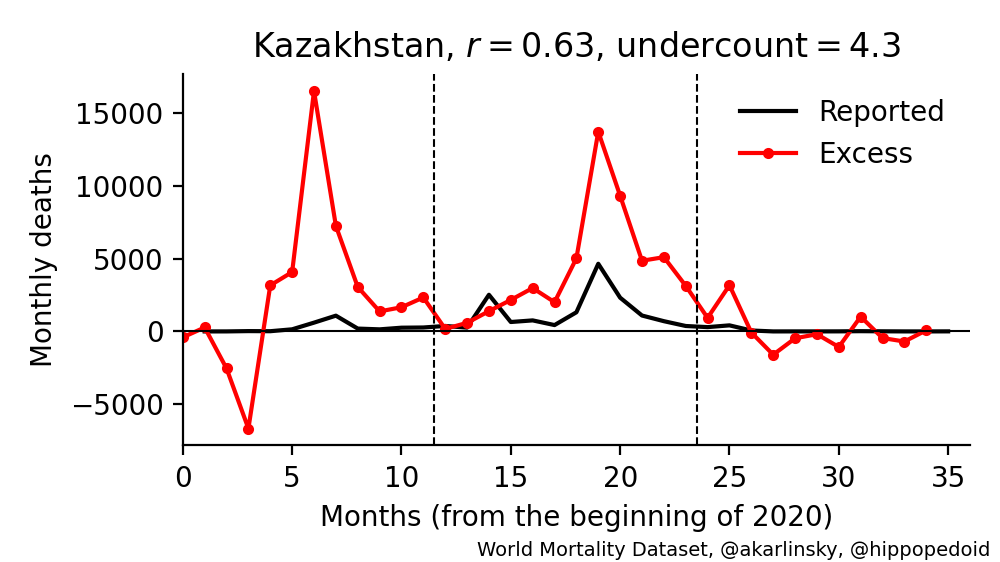 Kazakhstan, r = 0.63, undercount = 4.3
Reported
Excess
Monthly deaths
15000
10000
5000
0
−5000
0 5 10 15 20 25 30 35
Months (from the beginning of 2020)
World Mortality Dataset, @akarlinsky, @hippopedoid